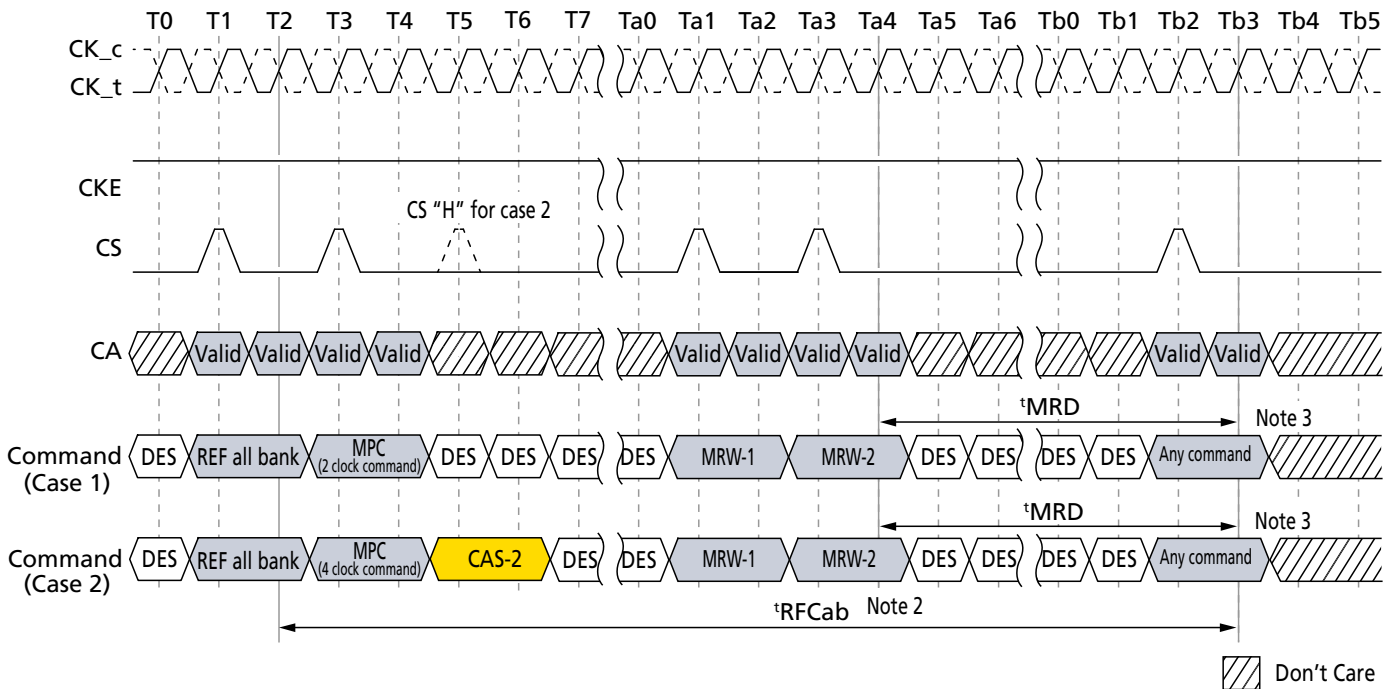 T0 T1 T2 T3 T4 T5 T6 T7 Ta0 Ta1 Ta2 Ta3 Ta4 Ta5 Ta6 Tb0 Tb1 Tb2 Tb3 Tb4 Tb5
CK_c
CK_t
CKE
CS "H" for case 2
CS
CA Valid Valid Valid Valid Valid Valid Valid Valid Valid Valid
tMRD Note 3
Command (Case 1) DES REF all bank MPC (2 clock command) DES DES DES DES MRW-1 MRW-2 DES DES DES DES Any command
tMRD Note 3
Command (Case 2) DES REF all bank MPC (4 clock command) CAS-2 DES DES MRW-1 MRW-2 DES DES DES DES Any command
tRFCab Note 2
Don't Care